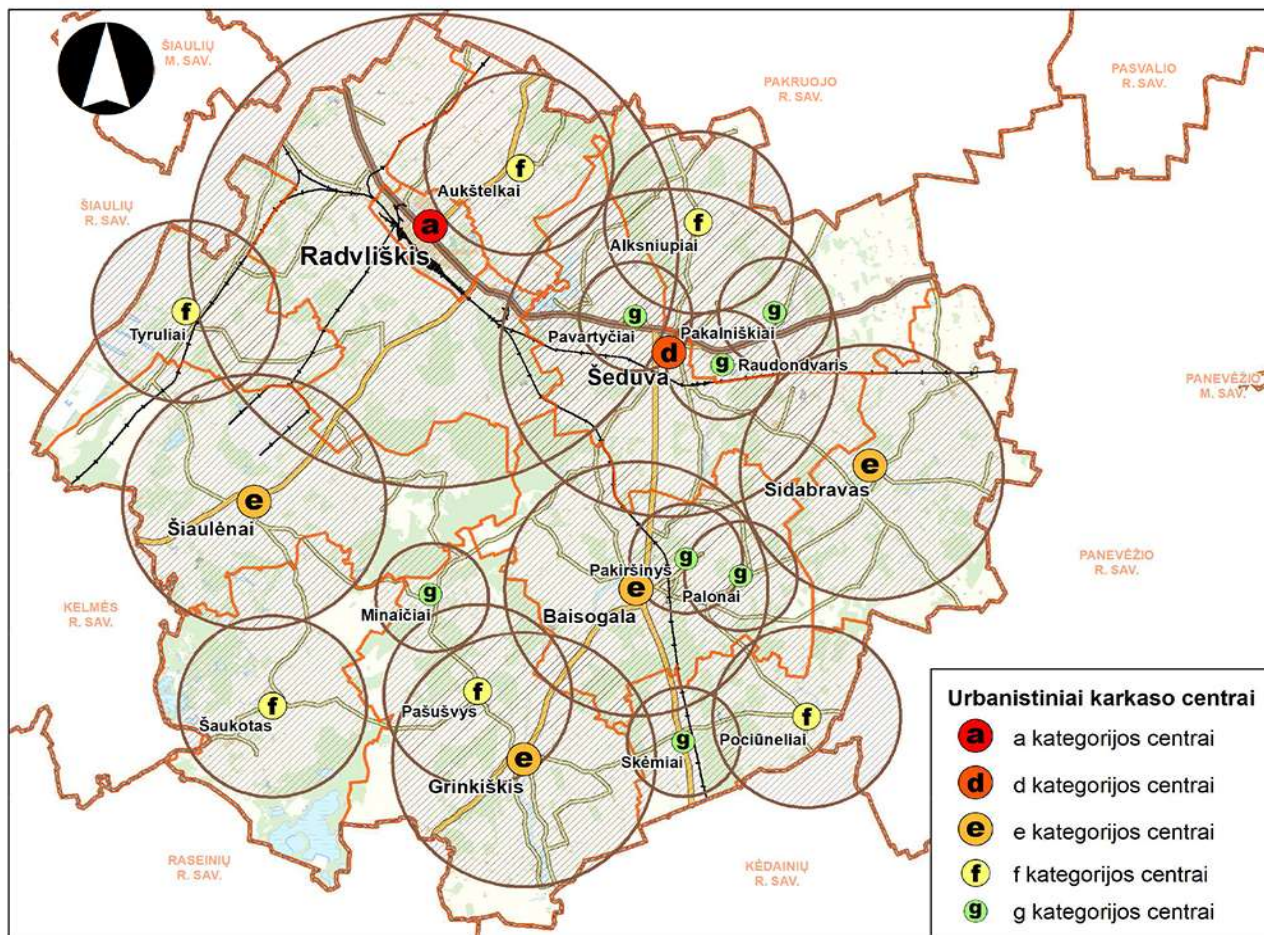 ŠIAULIŲ
M. SAV.
PAKRUOJO
R. SAV.
PASVALIO
R. SAV.
f
Aukštelkai
ŠIAULIŲ
R. SAV.
a
Radvliškis
f
Alksniupiai
f
Tyruliai
g
Pavartyčiai
g
Pakalniškiai
d
Šeduva
g
Raudondvaris
PANEVĖŽIO
M. SAV.
e
Sidabravas
e
Šiaulėnai
PANEVĖŽIO
R. SAV.
g
Pakiršinys
g
Palonai
e
Baisogala
g
Minaičiai
KELMĖS
R. SAV.
f
Šaukotas
f
Pašušvys
f
Pociūneliai
g
Skėmiai
e
Grinkiškis
RASEINIŲ
R. SAV.
KĖDAINIŲ
R. SAV.
Urbanistiniai karkaso centrai
a a kategorijos centrai
d d kategorijos centrai
e e kategorijos centrai
f f kategorijos centrai
g g kategorijos centrai